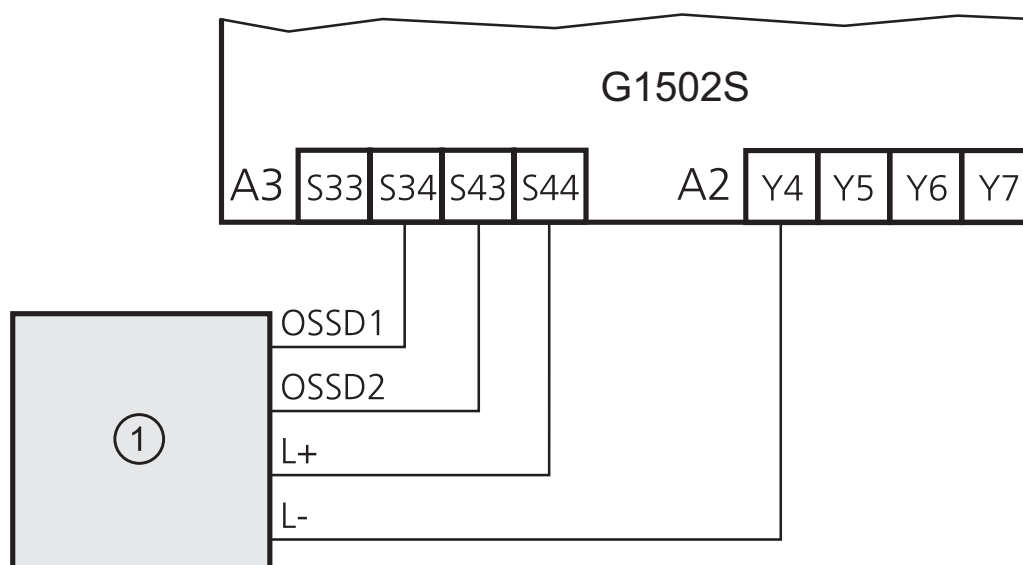 G1502S
A3 S33 S34 S43 S44 A2 Y4 Y5 Y6 Y7
OSSD1
OSSD2
1
L+
L-